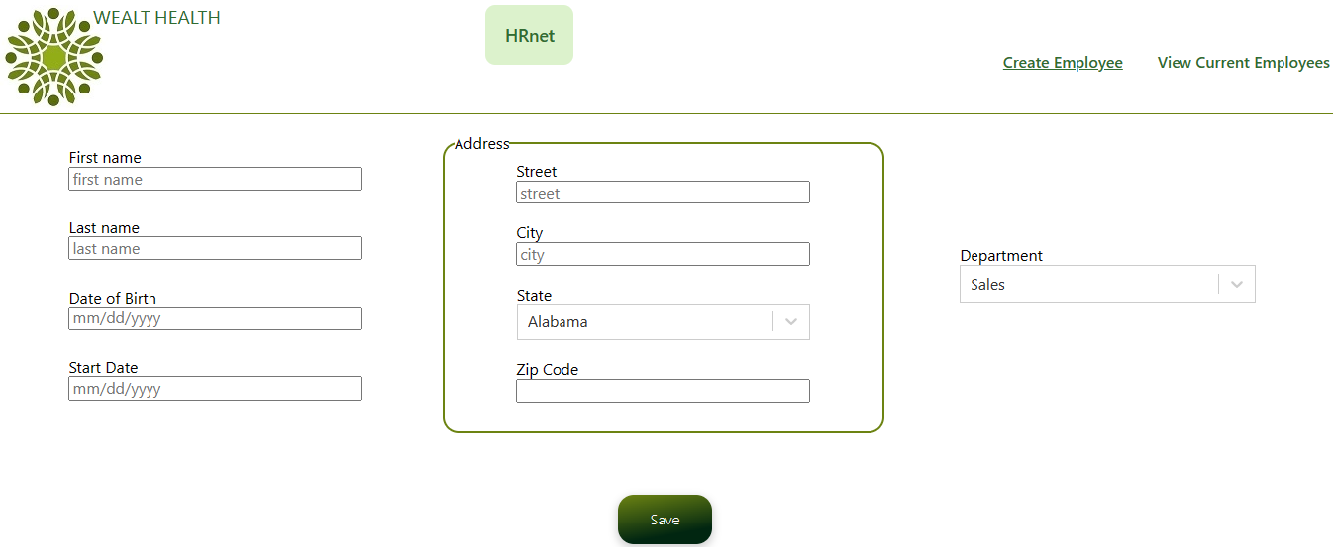 WEALT HEALTH
HRnet
Create Employee
View Current Employees
First name
first name
Last name
last name
Date of Birth
mm/dd/yyyy
Start Date
mm/dd/yyyy
Address
Street
street
City
city
State
Alabama
Zip Code
Department
Sales
Save